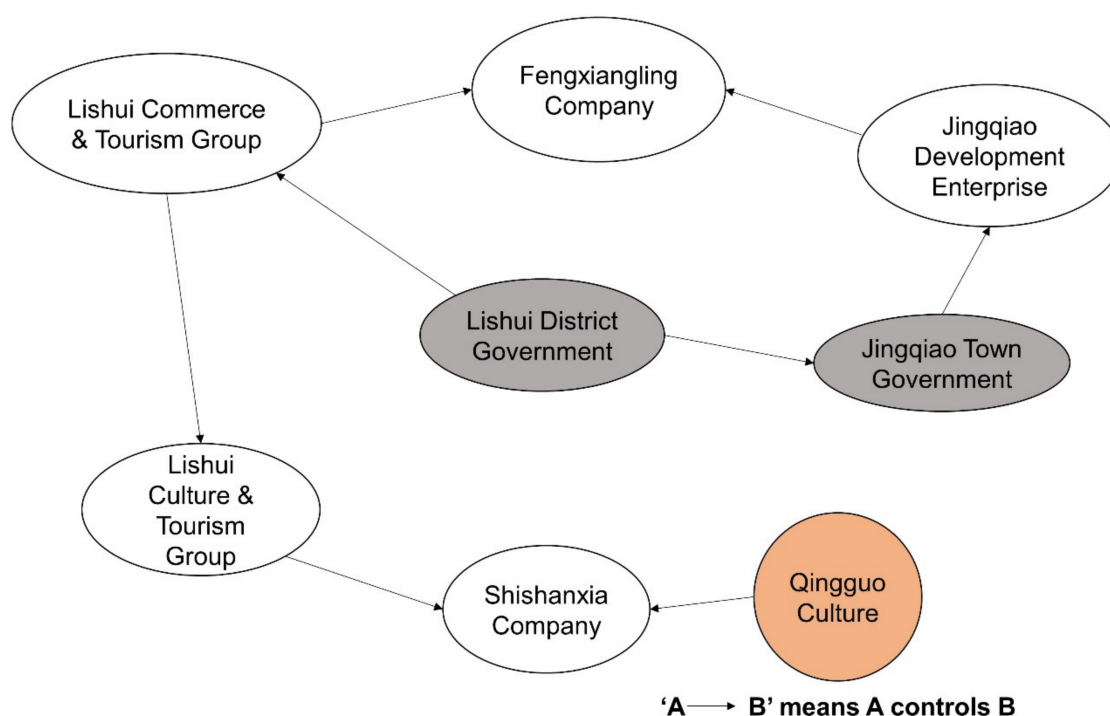 Fengxiangling
Company
Lishui Commerce
& Tourism Group
Jingqiao
Development
Enterprise
Lishui District
Government
Jingqiao Town
Government
Lishui
Culture &
Tourism
Group
Shishanxia
Company
Qingguo
Culture
‘A → B’ means A controls B